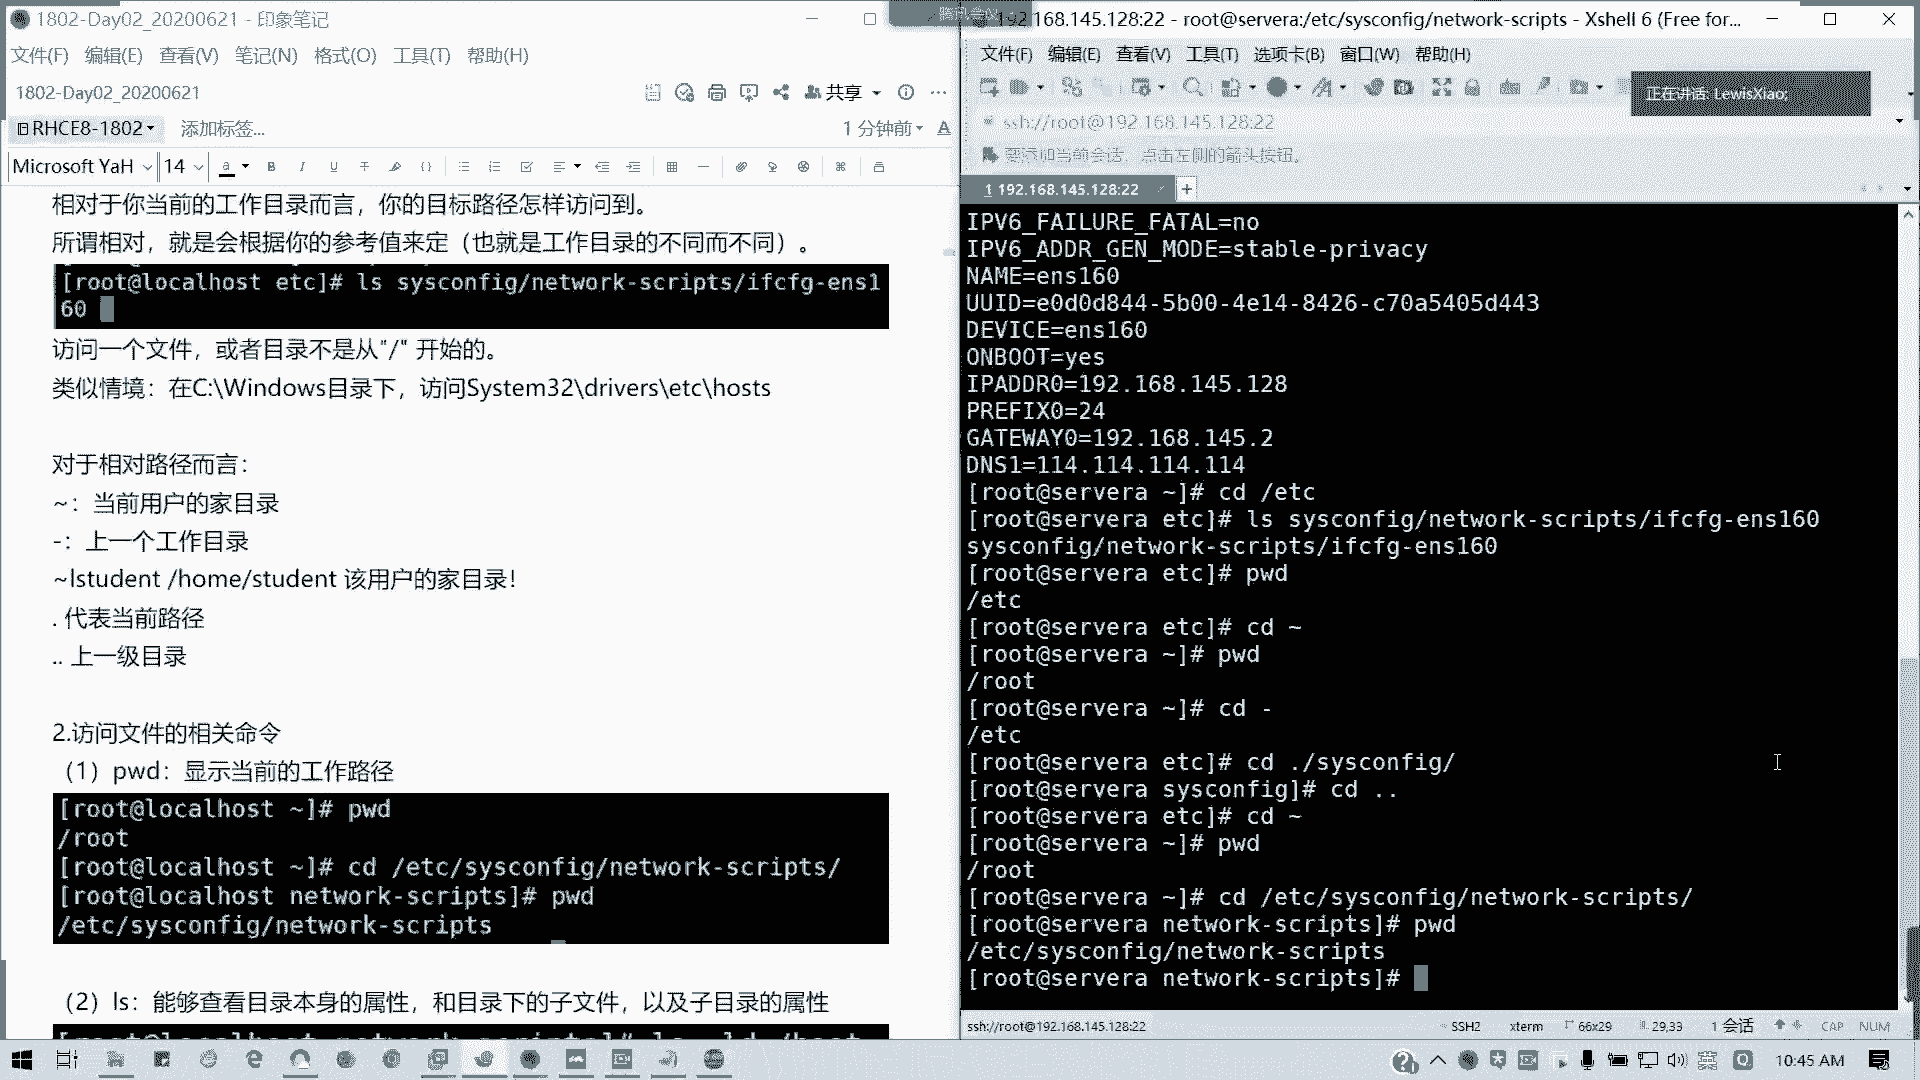 1802-Day02_20200621 - 印象笔记
文件(F) 编辑(E) 查看(V) 笔记(N) 格式(O) 工具(T) 帮助(H)
1802-Day02_20200621
共享
RHCE8-1802
添加标签...
1 分钟前
Microsoft YaH 14
相对于你当前的工作目录而言，你的目标路径怎样访问到。
所谓相对，就是会根据你的参考值来定（也就是工作目录的不同而不同）。
[root@localhost etc]# ls sysconfig/network-scripts/ifcfg-ens1
60
访问一个文件，或者目录不是从"/" 开始的。
类似情境：在C:\Windows目录下，访问System32\drivers\etc\hosts
对于相对路径而言：
~：当前用户的家目录
-：上一个工作目录
~lstudent /home/student 该用户的家目录！
. 代表当前路径
.. 上一级目录
2.访问文件的相关命令
（1）pwd：显示当前的工作路径
[root@localhost ~]# pwd
/root
[root@localhost ~]# cd /etc/sysconfig/network-scripts/
[root@localhost network-scripts]# pwd
/etc/sysconfig/network-scripts
（2）ls：能够查看目录本身的属性，和目录下的子文件，以及子目录的属性
腾讯会议
192.168.145.128:22 - root@servera:/etc/sysconfig/network-scripts - Xshell 6 (Free for...
文件(F) 编辑(E) 查看(V) 工具(T) 选项卡(B) 窗口(W) 帮助(H)
正在讲话: LewisXiao;
ssh://root@192.168.145.128:22
要添加当前会话，点击左侧的箭头按钮。
1 192.168.145.128:22
IPV6_FAILURE_FATAL=no
IPV6_ADDR_GEN_MODE=stable-privacy
NAME=ens160
UUID=e0d0d844-5b00-4e14-8426-c70a5405d443
DEVICE=ens160
ONBOOT=yes
IPADDR0=192.168.145.128
PREFIX0=24
GATEWAY0=192.168.145.2
DNS1=114.114.114.114
[root@servera ~]# cd /etc
[root@servera etc]# ls sysconfig/network-scripts/ifcfg-ens160
sysconfig/network-scripts/ifcfg-ens160
[root@servera etc]# pwd
/etc
[root@servera etc]# cd ~
[root@servera ~]# pwd
/root
[root@servera ~]# cd -
/etc
[root@servera etc]# cd ./sysconfig/
[root@servera sysconfig]# cd ..
[root@servera etc]# cd ~
[root@servera ~]# pwd
/root
[root@servera ~]# cd /etc/sysconfig/network-scripts/
[root@servera network-scripts]# pwd
/etc/sysconfig/network-scripts
[root@servera network-scripts]#
ssh://root@192.168.145.128:22 SSH2 xterm 66x29 29,33 1 会话 CAP NUM
10:45 AM